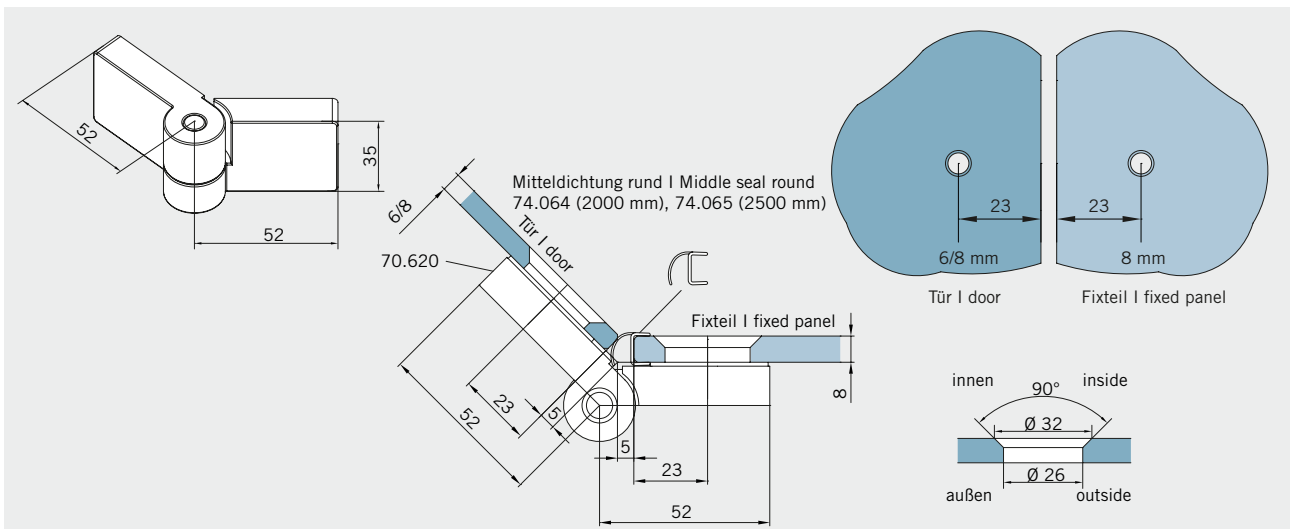 52
35
52
Mitteldichtung rund I Middle seal round
74.064 (2000 mm), 74.065 (2500 mm)
6/8
Tür I door
70.620
Fixteil I fixed panel
8
23
5
52
5
23
52
23
23
6/8 mm
8 mm
Tür I door
Fixteil I fixed panel
innen
inside
90°
Ø 32
Ø 26
außen
outside